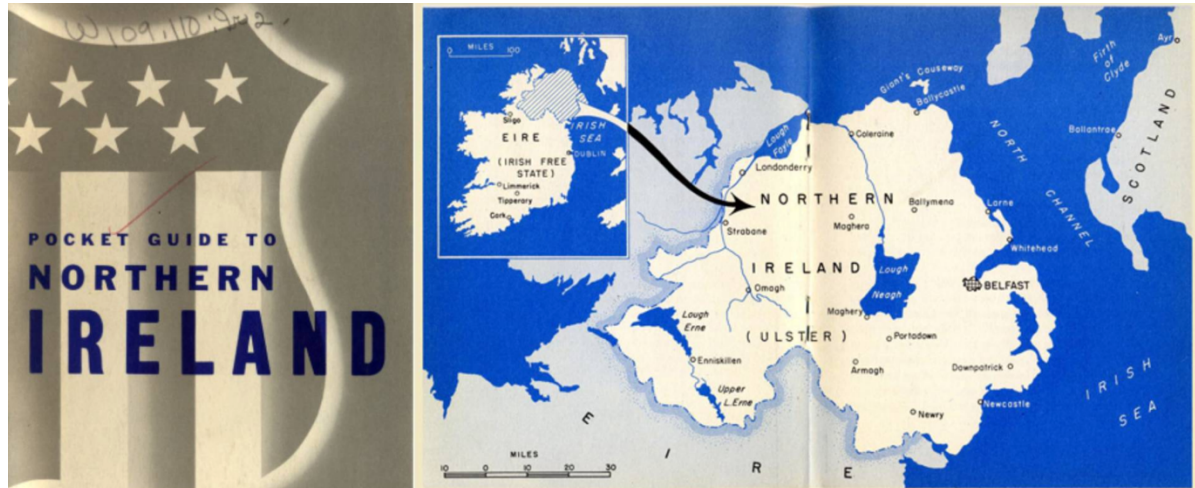 W109.110:942.
POCKET GUIDE TO
NORTHERN
IRELAND
MILES
0 100
Sligo
EIRE
IRISH
SEA
DUBLIN
(IRISH FREE
STATE)
Limmerick
Tipperary
Cork
Ayr
Firth
of
Clyde
Giant's Causeway
Ballycastle
Ballantrae
SCOTLAND
NORTH
CHANNEL
Lough
Foyle
Coleraine
Londonderry
NORTHERN
Ballymena
Larne
Maghera
Strabane
Whitehead
IRELAND
Lough
Neagh
Omagh
BELFAST
Maghery
Lough
Erne
(ULSTER)
Portadown
Enniskillen
Armagh
Downpatrick
Upper
L.Erne
Newry
Newcastle
IRISH
SEA
EIRE
MILES
10 0 10 20 30